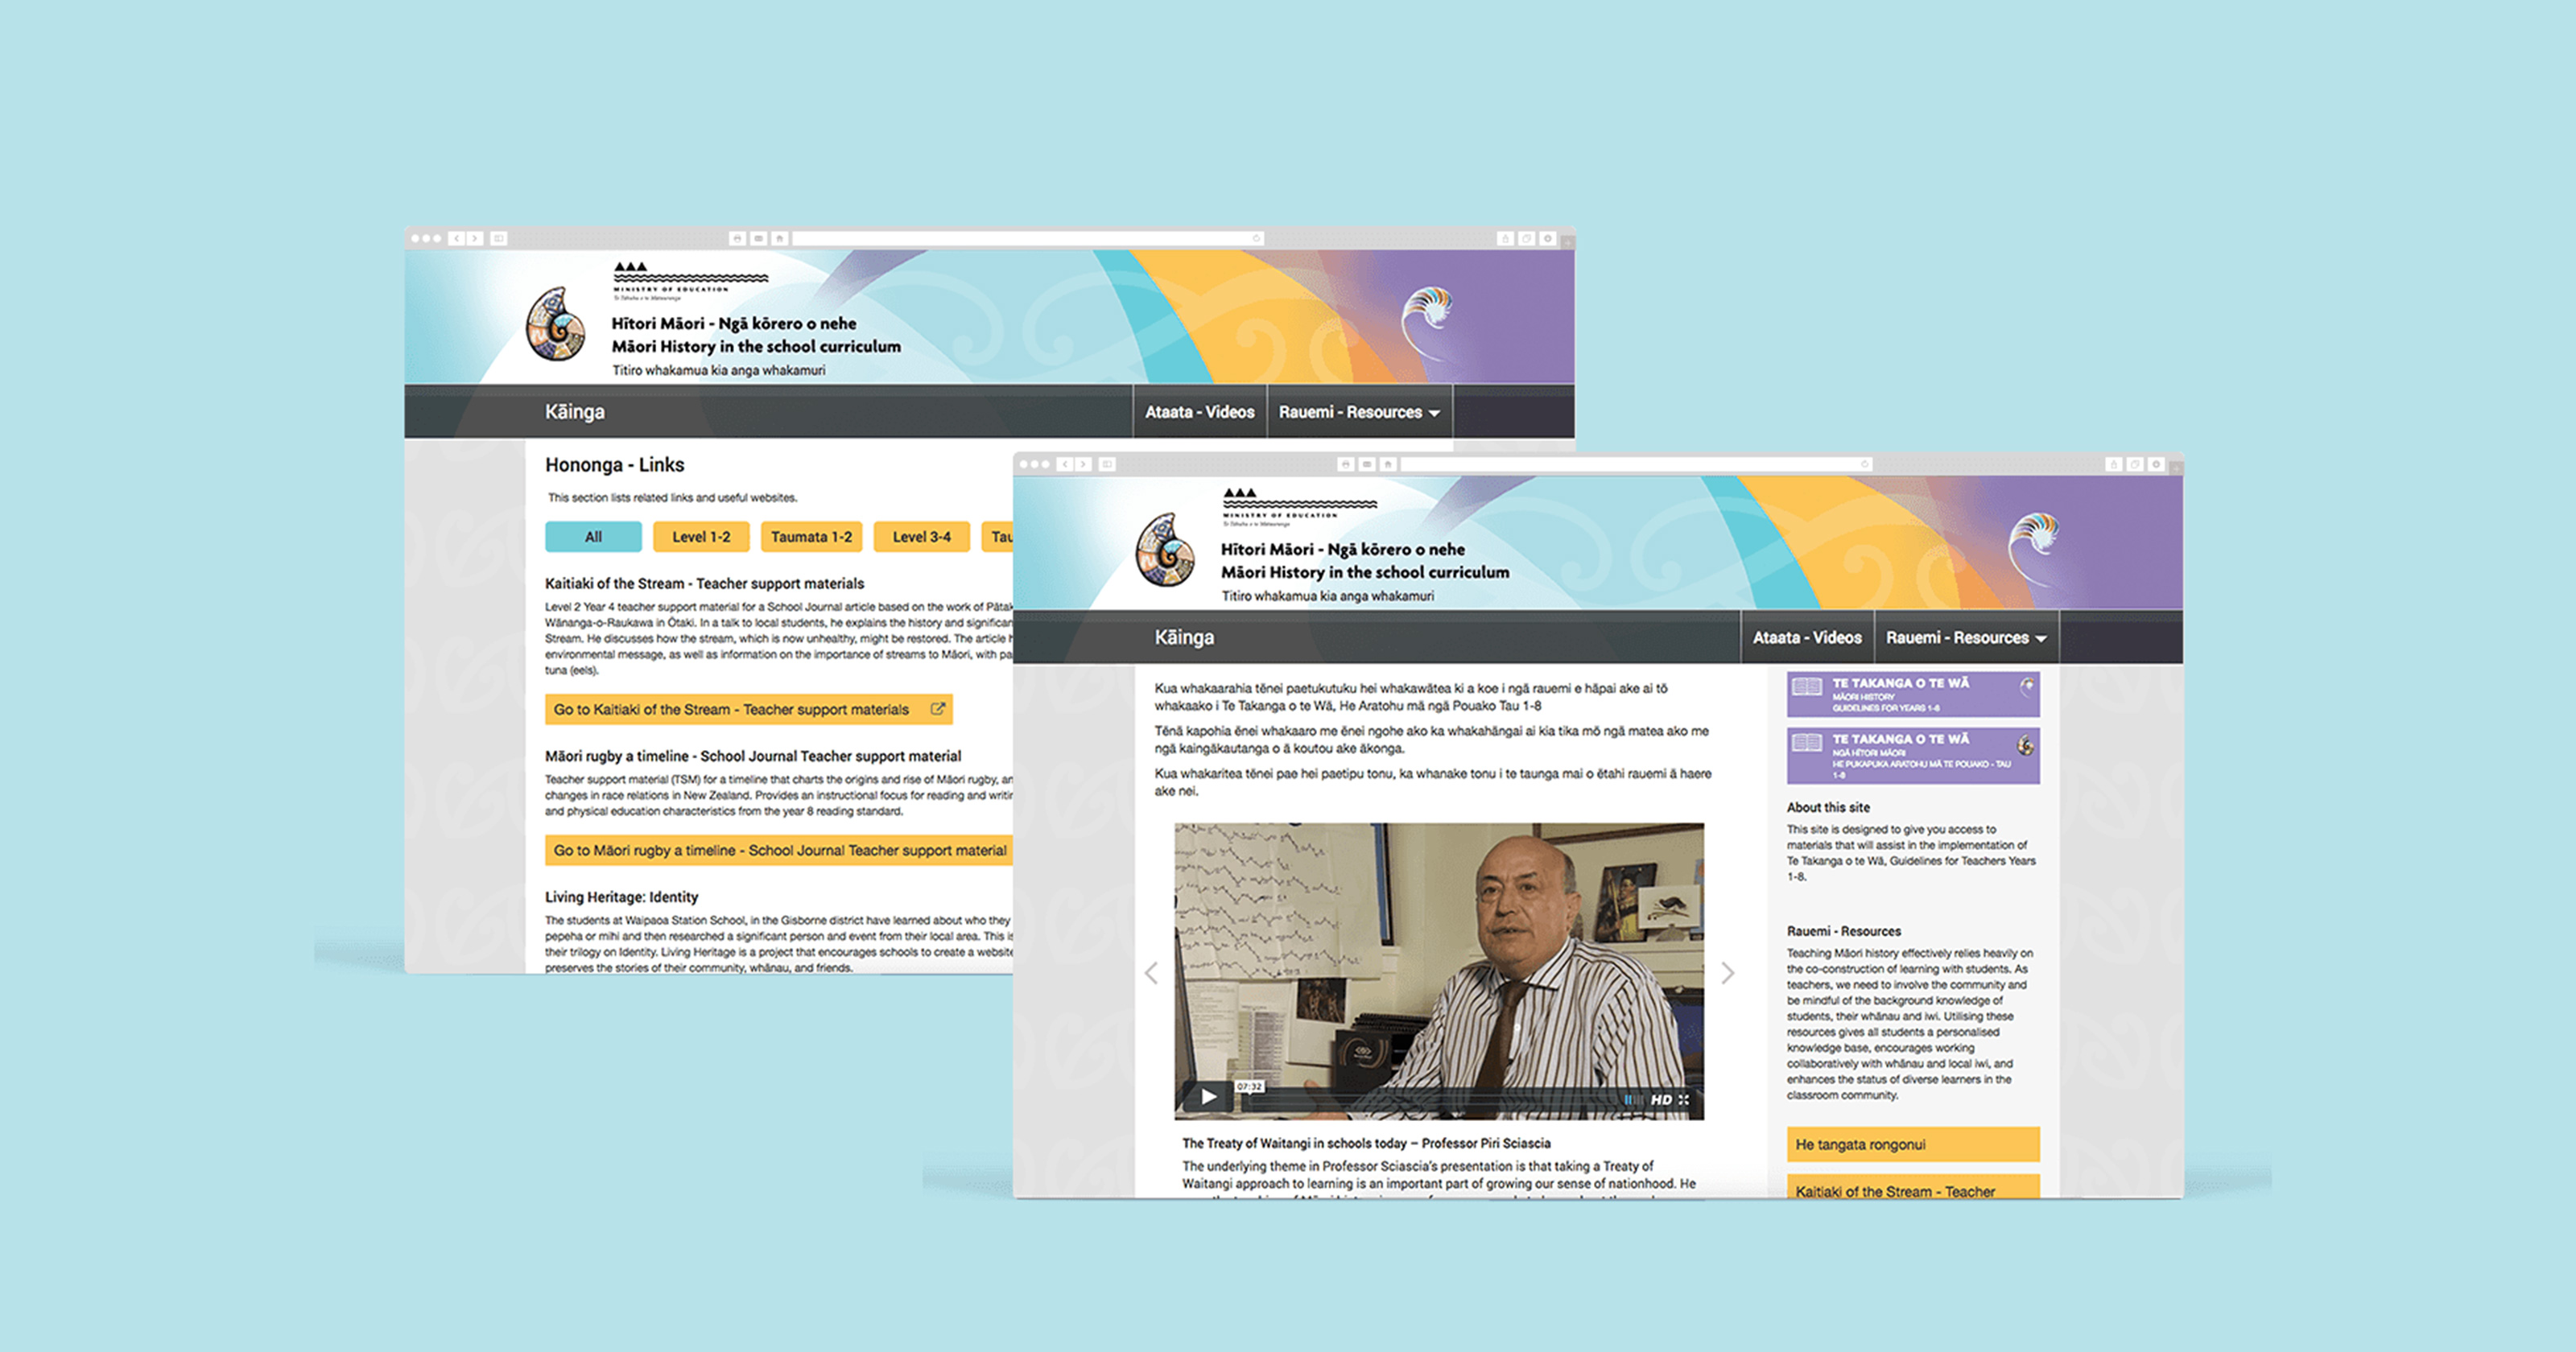 MINISTRY OF EDUCATION
Te Tāhuhu o te Mātauranga
Hītori Māori - Ngā kōrero o nehe
Māori History in the school curriculum
Titiro whakamua kia anga whakamuri
Kāinga
Ataata - Videos
Rauemi - Resources
Hononga - Links
This section lists related links and useful websites.
All
Level 1-2
Taumata 1-2
Level 3-4
Tau
Kaitiaki of the Stream - Teacher support materials
Level 2 Year 4 teacher support material for a School Journal article based on the work of Pātak
Wānanga-o-Raukawa in Ōtaki. In a talk to local students, he explains the history and significan
Stream. He discusses how the stream, which is now unhealthy, might be restored. The article h
environmental message, as well as information on the importance of streams to Māori, with pa
tuna (eels).
Go to Kaitiaki of the Stream - Teacher support materials
Māori rugby a timeline - School Journal Teacher support material
Teacher support material (TSM) for a timeline that charts the origins and rise of Māori rugby, an
changes in race relations in New Zealand. Provides an instructional focus for reading and writin
and physical education characteristics from the year 8 reading standard.
Go to Māori rugby a timeline - School Journal Teacher support material
Living Heritage: Identity
The students at Waipaoa Station School, in the Gisborne district have learned about who they
pepeha or mihi and then researched a significant person and event from their local area. This is
their trilogy on Identity. Living Heritage is a project that encourages schools to create a website
preserves the stories of their community, whānau, and friends.
MINISTRY OF EDUCATION
Te Tāhuhu o te Mātauranga
Hītori Māori - Ngā kōrero o nehe
Māori History in the school curriculum
Titiro whakamua kia anga whakamuri
Kāinga
Ataata - Videos
Rauemi - Resources
Kua whakaarahia tēnei paetukutuku hei whakawātea ki a koe i ngā rauemi e hāpai ake ai tō
whakaako i Te Takanga o te Wā, He Aratohu mā ngā Pouako Tau 1-8
Tēnā kapohia ēnei whakaaro me ēnei ngohe ako ka whakahāngai ai kia tika mō ngā matea ako me
ngā kaingākautanga o ā koutou ake ākonga.
Kua whakaritea tēnei pae hei paetipu tonu, ka whanake tonu i te taunga mai o ētahi rauemi ā haere
ake nei.
07:32
HD
The Treaty of Waitangi in schools today – Professor Piri Sciascia
The underlying theme in Professor Sciascia's presentation is that taking a Treaty of
Waitangi approach to learning is an important part of growing our sense of nationhood. He
TE TAKANGA O TE WĀ
MĀORI HISTORY
GUIDELINES FOR YEARS 1-8
TE TAKANGA O TE WĀ
NGĀ HĪTORI MĀORI
HE PUKAPUKA ARATOHU MĀ TE POUAKO - TAU
1-8
About this site
This site is designed to give you access to
materials that will assist in the implementation of
Te Takanga o te Wā, Guidelines for Teachers Years
1-8.
Rauemi - Resources
Teaching Māori history effectively relies heavily on
the co-construction of learning with students. As
teachers, we need to involve the community and
be mindful of the background knowledge of
students, their whānau and iwi. Utilising these
resources gives all students a personalised
knowledge base, encourages working
collaboratively with whānau and local iwi, and
enhances the status of diverse learners in the
classroom community.
He tangata rongonui
Kaitiaki of the Stream - Teacher